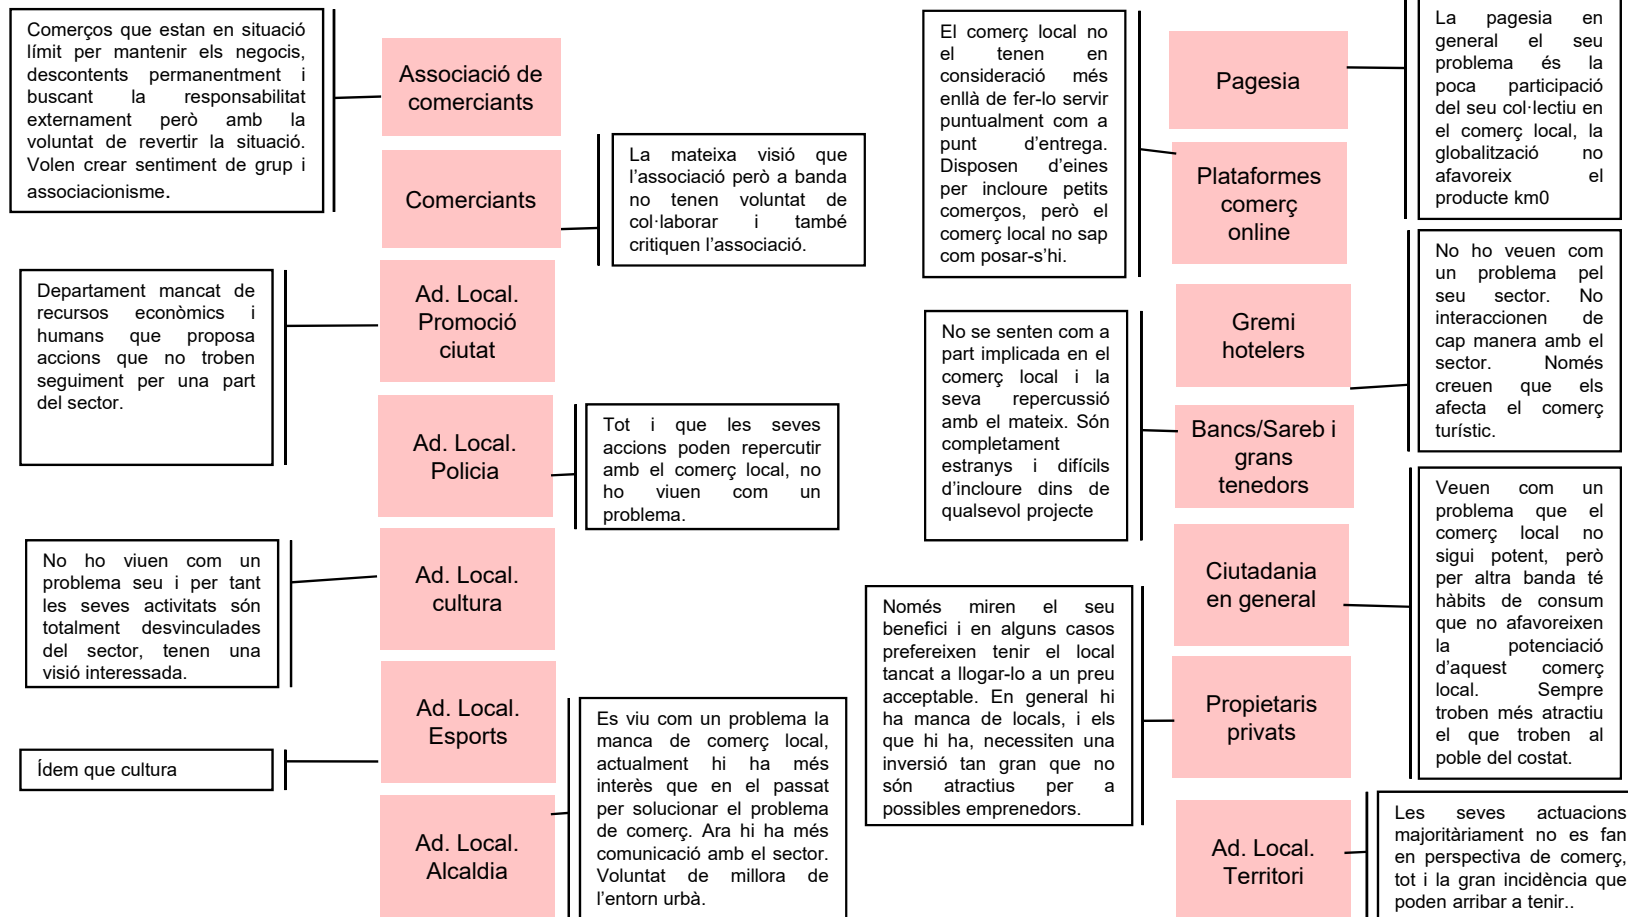 Comerços que estan en situació
límit per mantenir els negocis,
descontents permanentment i
buscant la responsabilitat
externament però amb la
voluntat de revertir la situació.
Volen crear sentiment de grup i
associacionisme.
Associació de
comerciants
Comerciants
La mateixa visió que
l’associació però a banda
no tenen voluntat de
col·laborar i també
critiquen l’associació.
Departament mancat de
recursos econòmics i
humans que proposa
accions que no troben
seguiment per una part
del sector.
Ad. Local.
Promoció
ciutat
Ad. Local.
Policia
Tot i que les seves
accions poden repercutir
amb el comerç local, no
ho viuen com un
problema.
No ho viuen com un
problema seu i per tant
les seves activitats són
totalment desvinculades
del sector, tenen una
visió interessada.
Ad. Local.
cultura
Ad. Local.
Esports
Ídem que cultura
Es viu com un problema la
manca de comerç local,
actualment hi ha més
interès que en el passat
per solucionar el problema
de comerç. Ara hi ha més
comunicació amb el sector.
Voluntat de millora de
l’entorn urbà.
Ad. Local.
Alcaldia
El comerç local no
el tenen en
consideració més
enllà de fer-lo servir
puntualment com a
punt d’entrega.
Disposen d’eines
per incloure petits
comerços, però el
comerç local no sap
com posar-s’hi.
Pagesia
La pagesia en
general el seu
problema és la
poca participació
del seu col·lectiu en
el comerç local, la
globalització no
afavoreix el
producte km0
Plataformes
comerç
online
Gremi
hotelers
No ho veuen com
un problema pel
seu sector. No
interaccionen de
cap manera amb el
sector. Només
creuen que els
afecta el comerç
turístic.
No se senten com a
part implicada en el
comerç local i la
seva repercussió
amb el mateix. Són
completament
estranys i difícils
d’incloure dins de
qualsevol projecte
Bancs/Sareb i
grans
tenedors
Ciutadania
en general
Veuen com un
problema que el
comerç local no
sigui potent, però
per altra banda té
hàbits de consum
que no afavoreixen
la potenciació
d’aquest comerç
local. Sempre
troben més atractiu
el que troben al
poble del costat.
Només miren el seu
benefici i en alguns casos
prefereixen tenir el local
tancat a llogar-lo a un preu
acceptable. En general hi
ha manca de locals, i els
que hi ha, necessiten una
inversió tan gran que no
són atractius per a
possibles emprenedors.
Propietaris
privats
Ad. Local.
Territori
Les seves actuacions
majoritàriament no es fan
en perspectiva de comerç,
tot i la gran incidència que
poden arribar a tenir..